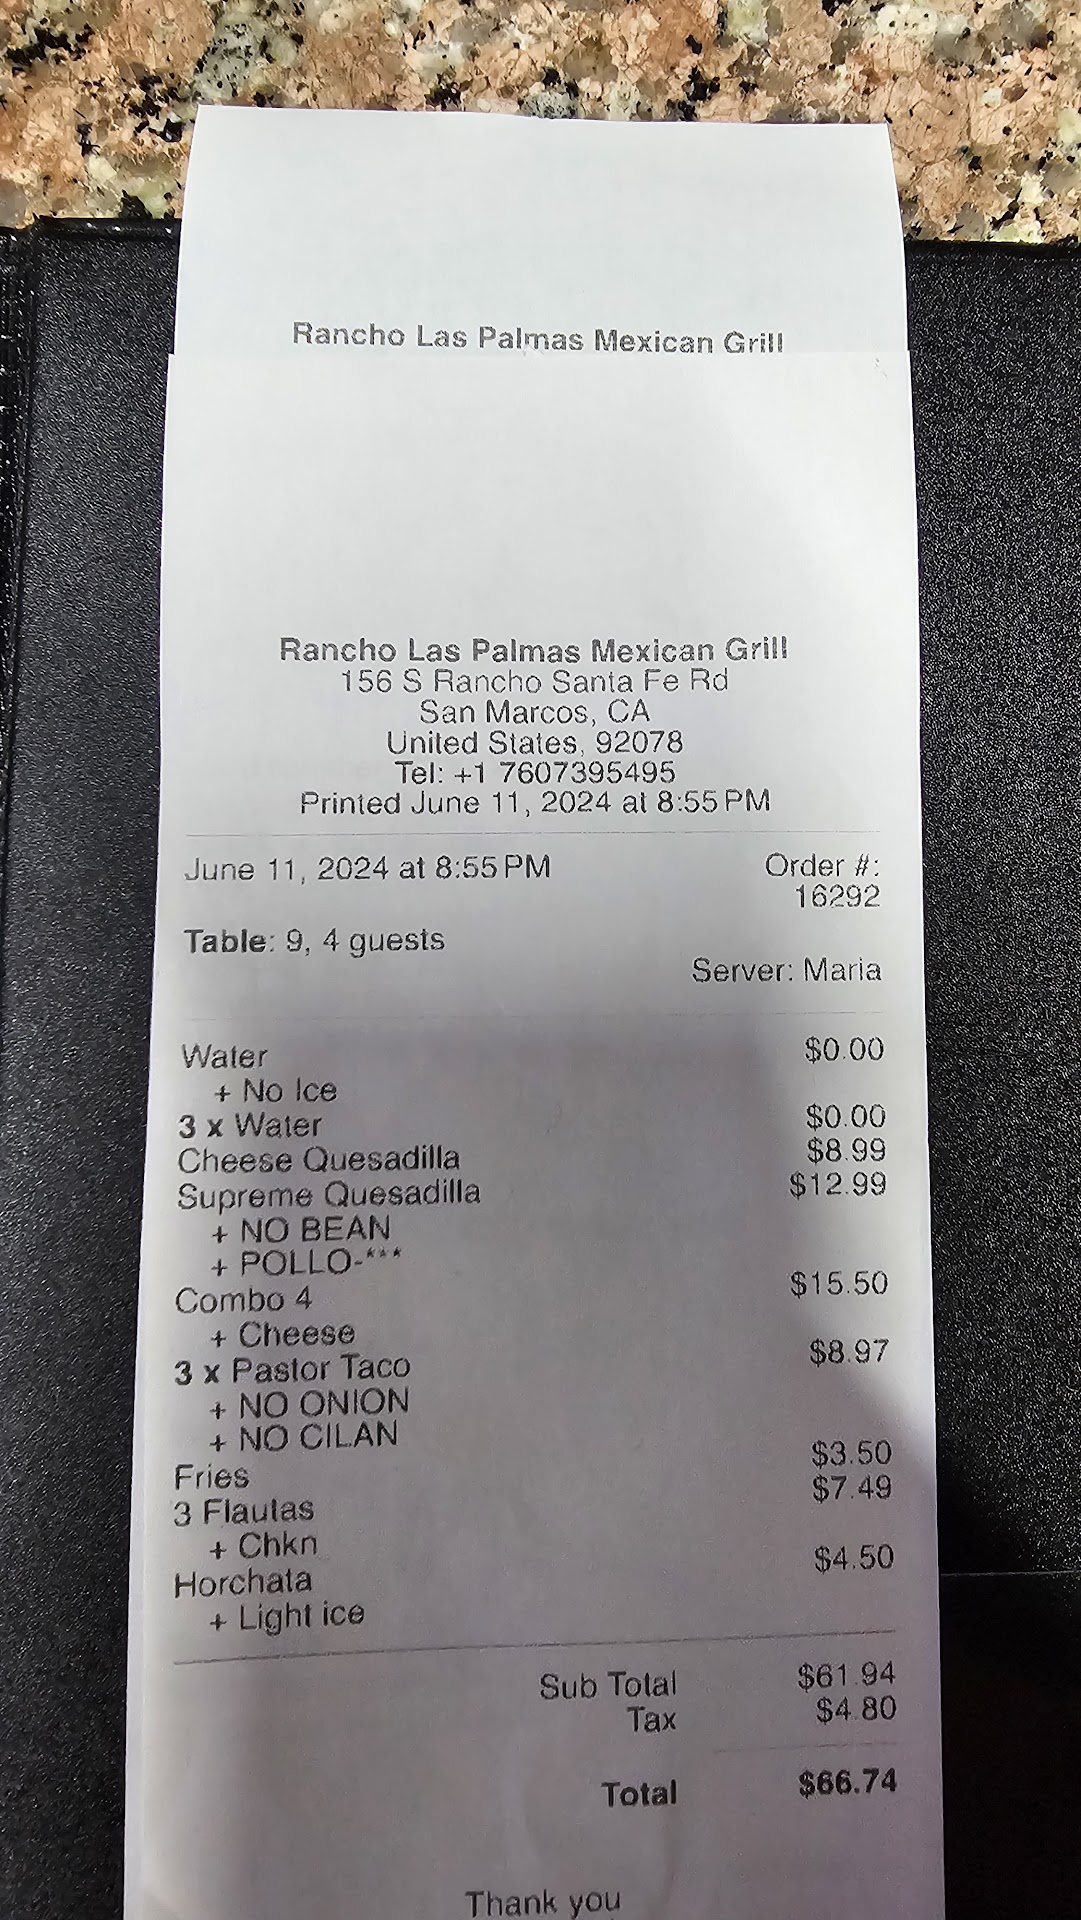 Rancho Las Palmas Mexican Grill
Rancho Las Palmas Mexican Grill
156 S Rancho Santa Fe Rd
San Marcos, CA
United States, 92078
Tel: +1 7607395495
Printed June 11, 2024 at 8:55 PM
June 11, 2024 at 8:55 PM Order #:
16292
Table: 9, 4 guests
Server: Maria
Water $0.00
+ No Ice
3 x Water $0.00
Cheese Quesadilla $8.99
Supreme Quesadilla $12.99
+ NO BEAN
+ POLLO-***
Combo 4 $15.50
+ Cheese
3 x Pastor Taco $8.97
+ NO ONION
+ NO CILAN
Fries $3.50
3 Flautas $7.49
+ Chkn
Horchata $4.50
+ Light ice
Sub Total $61.94
Tax $4.80
Total $66.74
Thank you